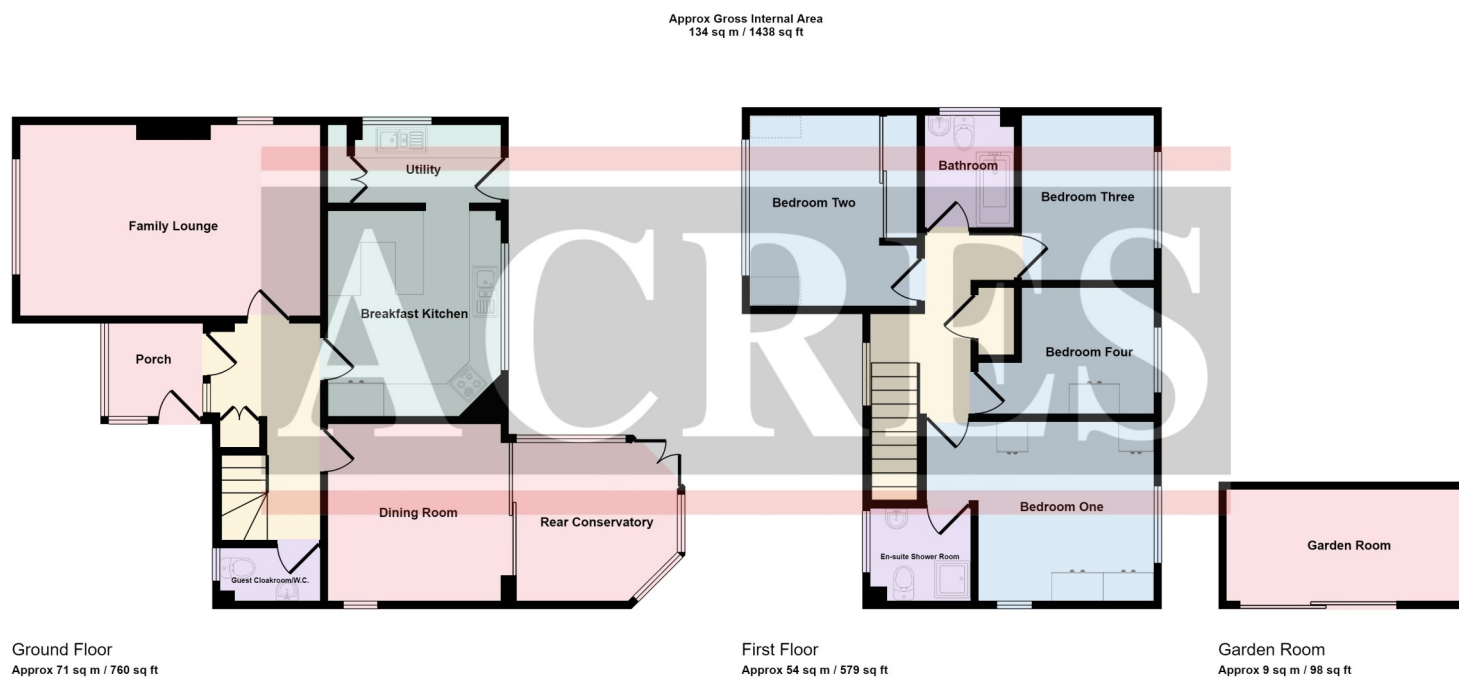 Approx Gross Internal Area
134 sq m / 1438 sq ft
Utility
Family Lounge
Breakfast Kitchen
Porch
Dining Room
Rear Conservatory
Guest Cloakroom/W.C.
Bathroom
Bedroom Two
Bedroom Three
Bedroom Four
Bedroom One
En-suite Shower Room
Garden Room
ACRES
Ground Floor
Approx 71 sq m / 760 sq ft
First Floor
Approx 54 sq m / 579 sq ft
Garden Room
Approx 9 sq m / 98 sq ft